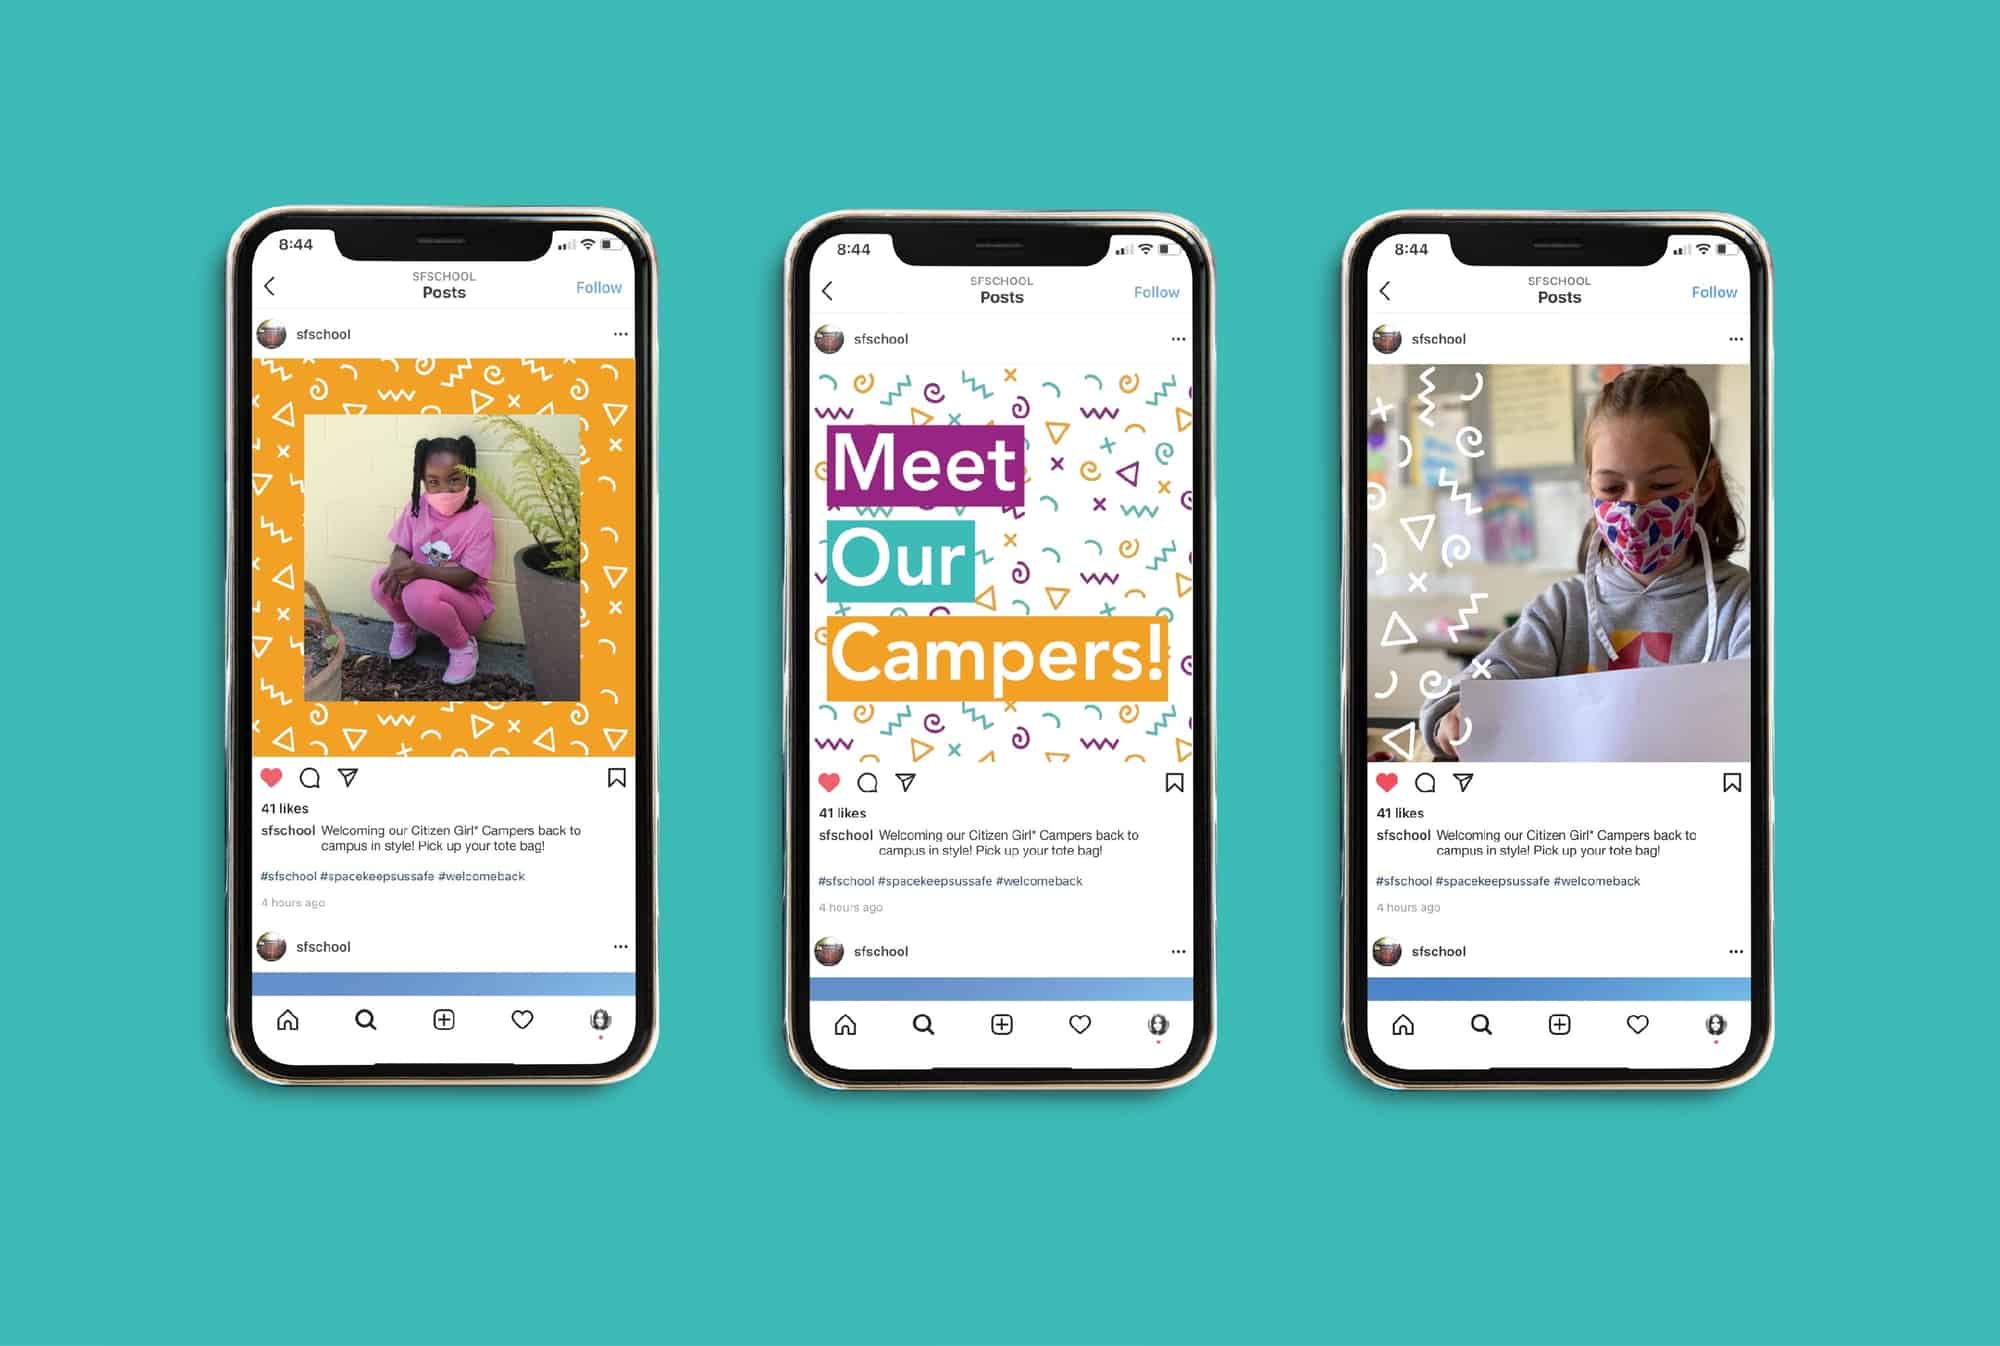 8:44
SFSCHOOL
Posts
Follow
sfschool
41 likes
sfschool Welcoming our Citizen Girl* Campers back to
campus in style! Pick up your tote bag!
#sfschool #spacekeepsussafe #welcomeback
4 hours ago
sfschool
8:44
SFSCHOOL
Posts
Follow
sfschool
Meet
Our
Campers!
41 likes
sfschool Welcoming our Citizen Girl* Campers back to
campus in style! Pick up your tote bag!
#sfschool #spacekeepsussafe #welcomeback
4 hours ago
sfschool
8:44
SFSCHOOL
Posts
Follow
sfschool
41 likes
sfschool Welcoming our Citizen Girl* Campers back to
campus in style! Pick up your tote bag!
#sfschool #spacekeepsussafe #welcomeback
4 hours ago
sfschool